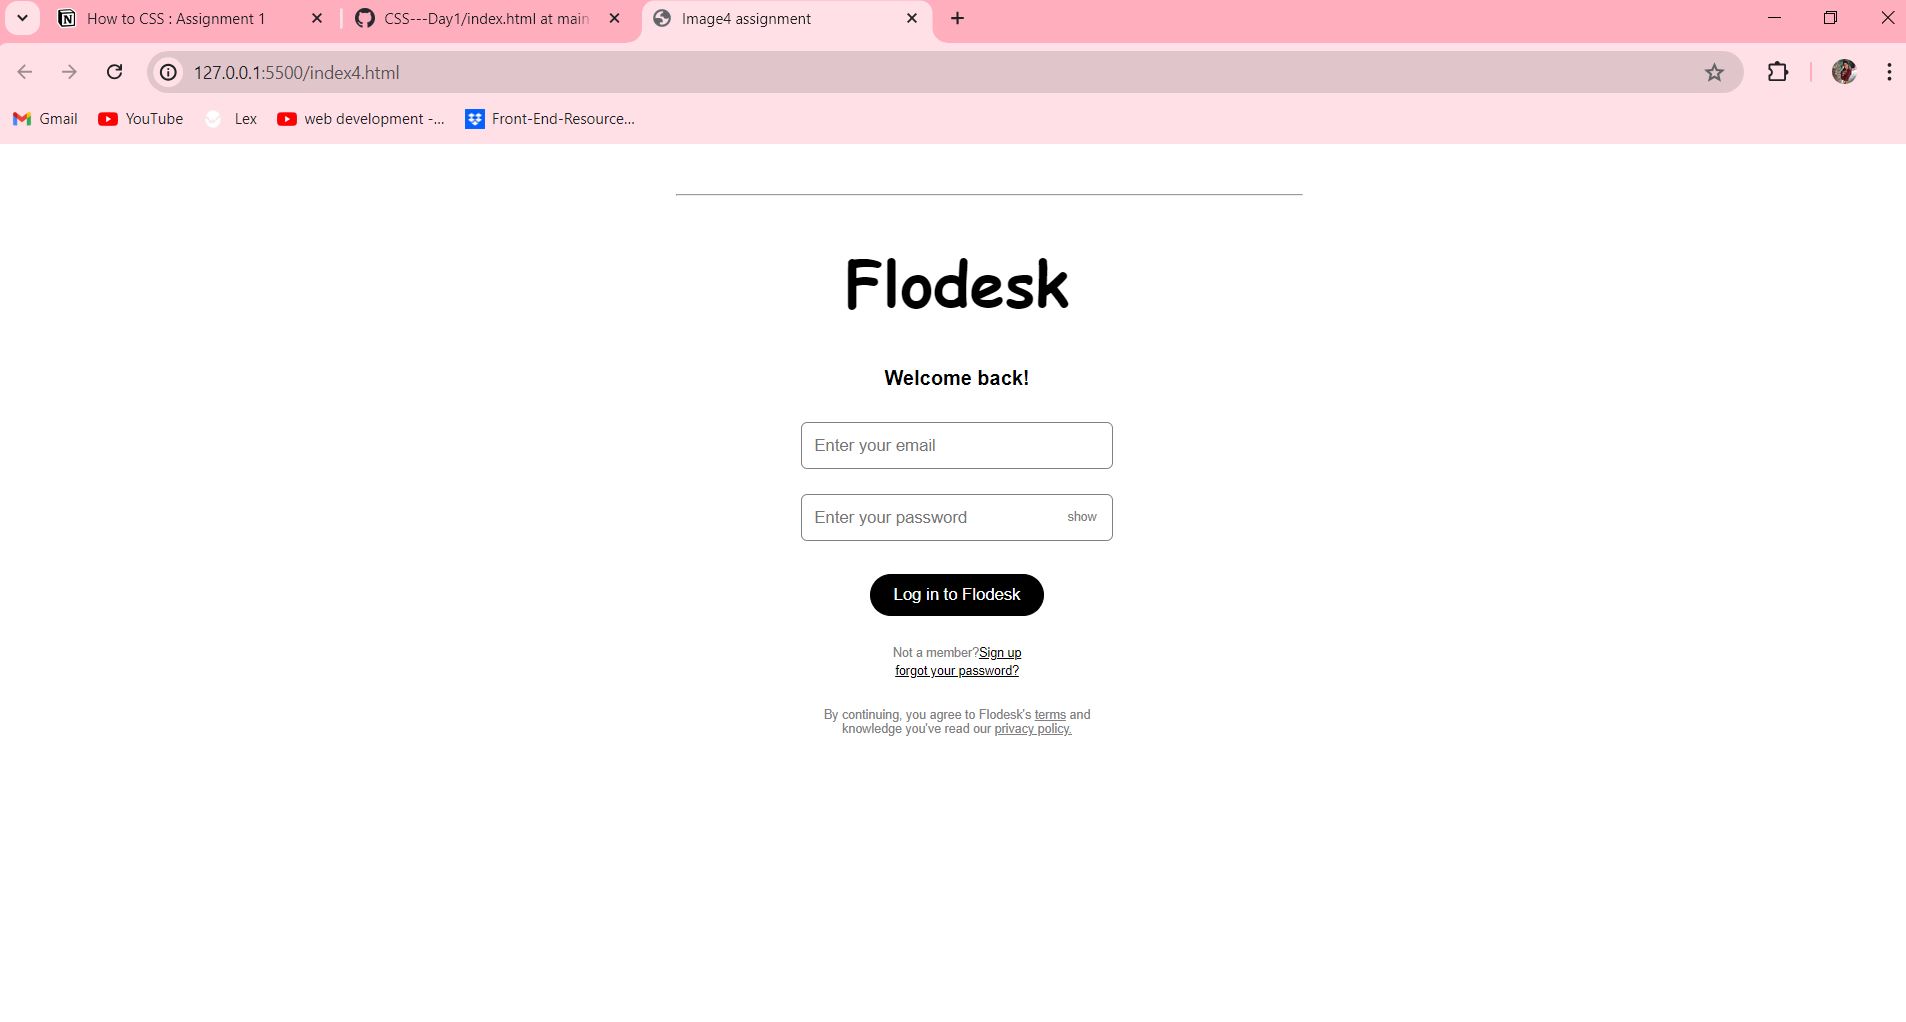 How to CSS : Assignment 1
CSS---Day1/index.html at main
Image4 assignment
127.0.0.1:5500/index4.html
Gmail
YouTube
Lex
web development -...
Front-End-Resource...
Flodesk
Welcome back!
Enter your email
Enter your password show
Log in to Flodesk
Not a member?Sign up
forgot your password?
By continuing, you agree to Flodesk's terms and
knowledge you've read our privacy policy.